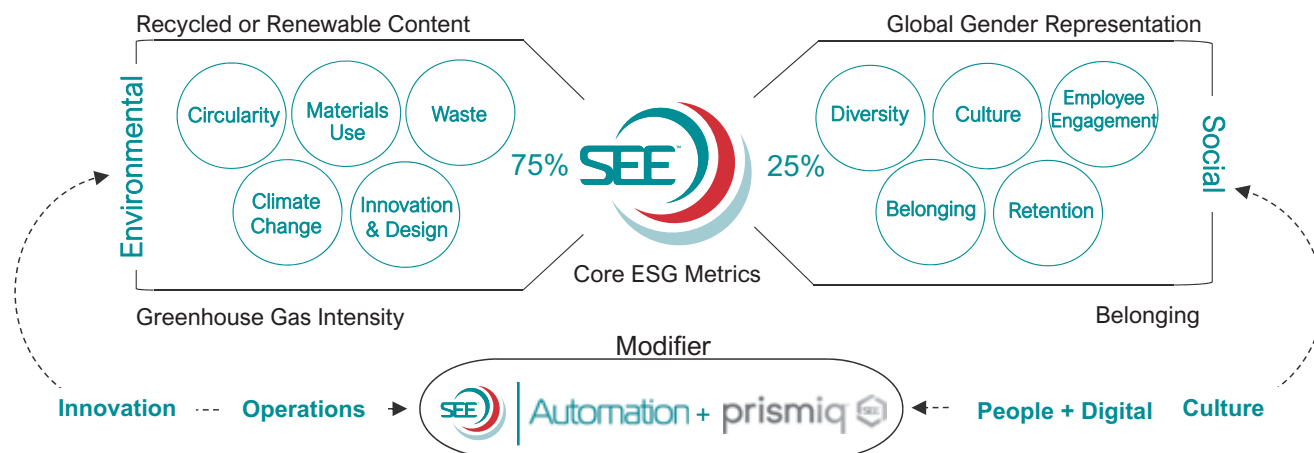 Recycled or Renewable Content
Environmental
Circularity
Materials
Use
Waste
Climate
Change
Innovation
& Design
Greenhouse Gas Intensity
75%
SEE™
25%
Core ESG Metrics
Global Gender Representation
Diversity
Culture
Employee
Engagement
Belonging
Retention
Social
Belonging
Modifier
Innovation
Operations
SEE
Automation + prismiq
SEE
People + Digital
Culture